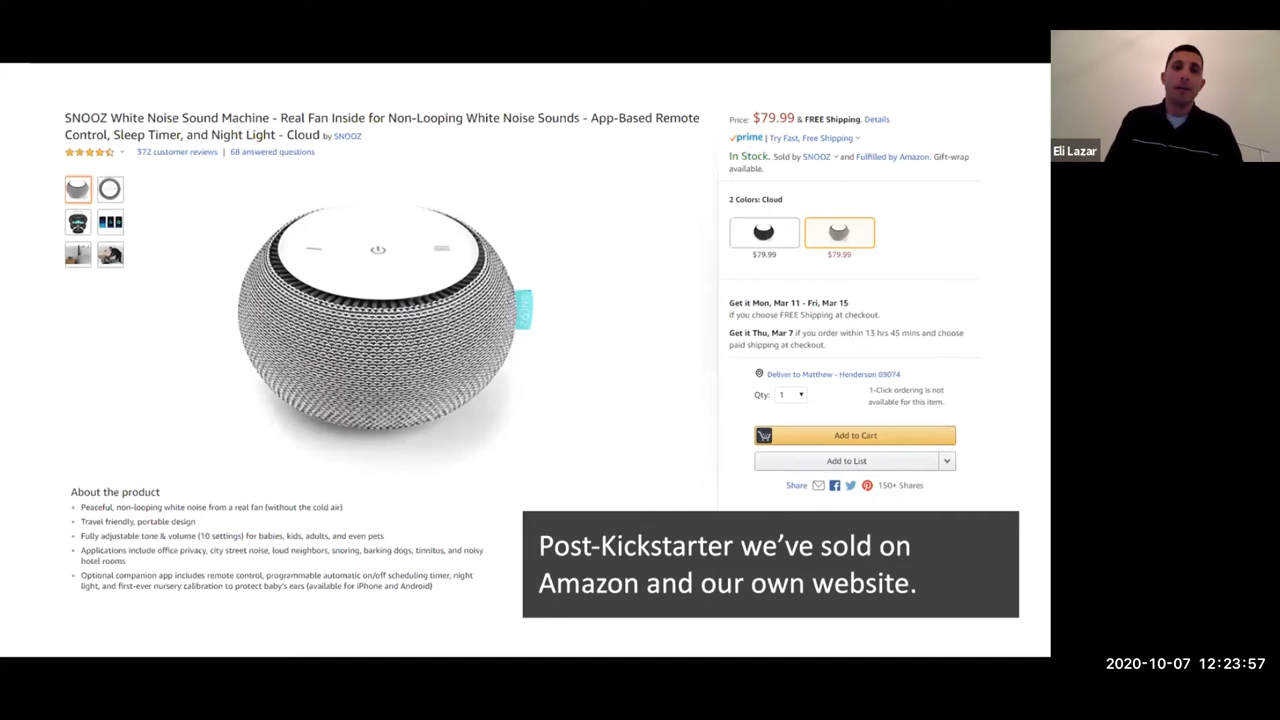 SNOOZ White Noise Sound Machine - Real Fan Inside for Non-Looping White Noise Sounds - App-Based Remote
Control, Sleep Timer, and Night Light - Cloud by SNOOZ
372 customer reviews | 68 answered questions
SNOOZ
About the product
• Peaceful, non-looping white noise from a real fan (without the cold air)
• Travel friendly, portable design
• Fully adjustable tone & volume (10 settings) for babies, kids, adults, and even pets
• Applications include office privacy, city street noise, loud neighbors, snoring, barking dogs, tinnitus, and noisy
hotel rooms
• Optional companion app includes remote control, programmable automatic on/off scheduling timer, night
light, and first-ever nursery calibration to protect baby's ears (available for iPhone and Android)
Price: $79.99 & FREE Shipping. Details
prime | Try Fast, Free Shipping
In Stock. Sold by SNOOZ and Fulfilled by Amazon. Gift-wrap
available.
2 Colors: Cloud
$79.99 $79.99
Get it Mon, Mar 11 - Fri, Mar 15
if you choose FREE Shipping at checkout.
Get it Thu, Mar 7 if you order within 13 hrs 45 mins and choose
paid shipping at checkout.
Deliver to Matthew - Henderson 89074
Qty: 1
1-Click ordering is not
available for this item.
Add to Cart
Add to List
Share 150+ Shares
Post-Kickstarter we’ve sold on
Amazon and our own website.
Eli Lazar
2020-10-07 12:23:57